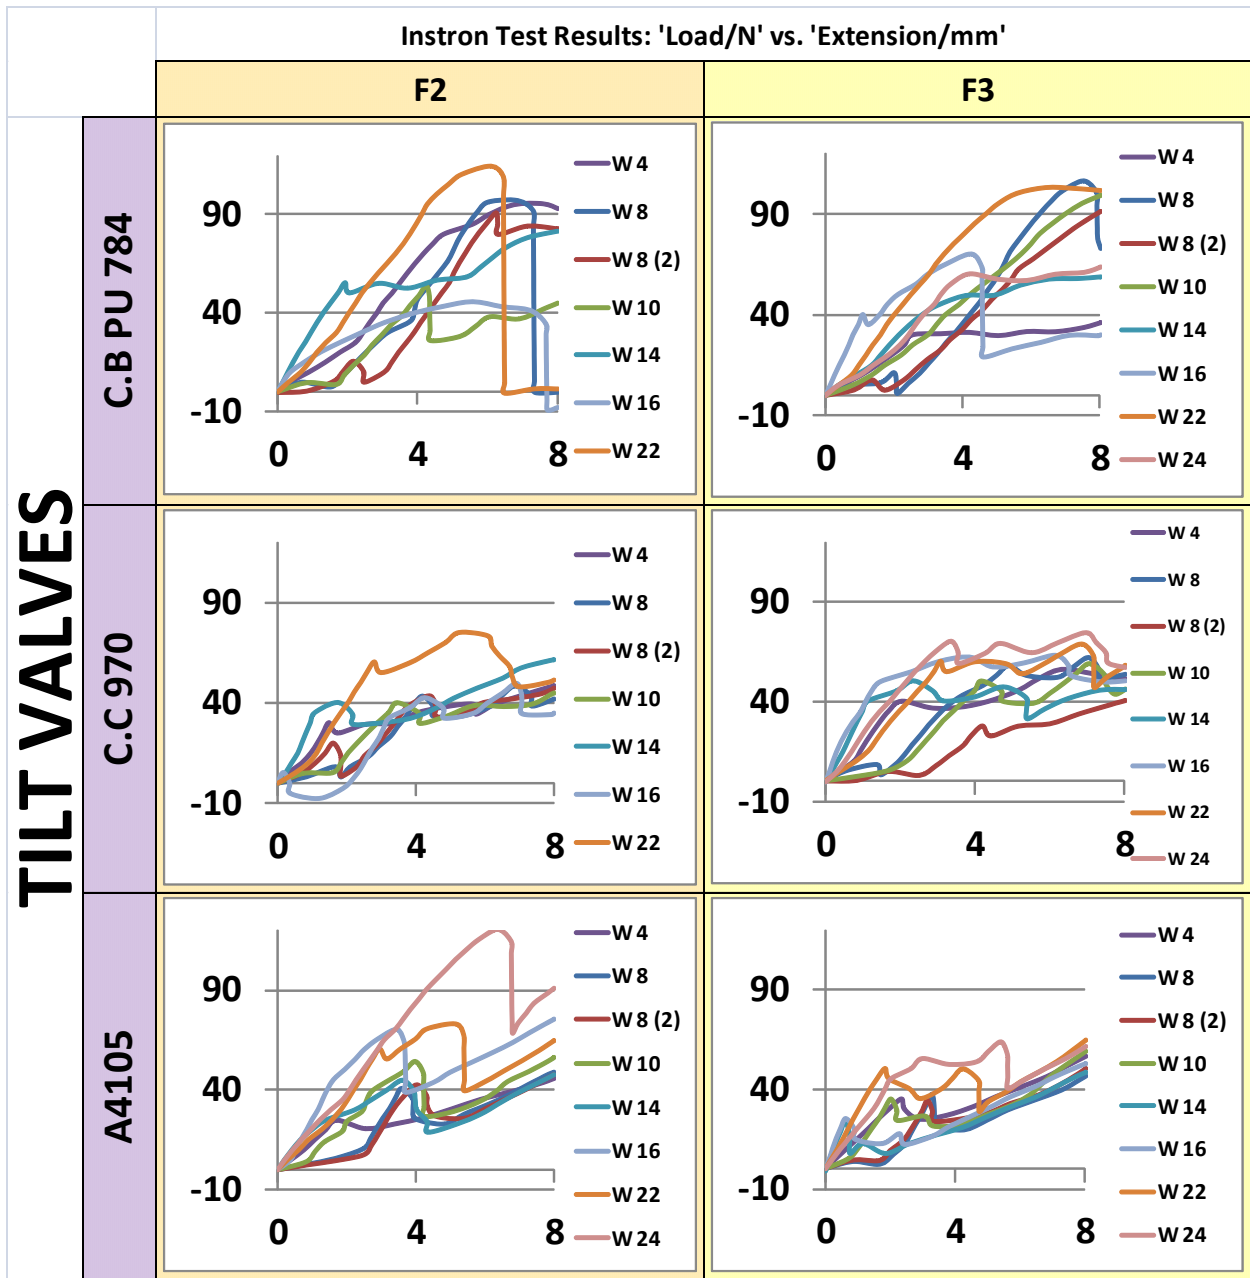 Instron Test Results: 'Load/N' vs. 'Extension/mm'
F2
F3
TILT VALVES
C.B PU 784
90
40
-10
0
4
8
W 4
W 8
W 8 (2)
W 10
W 14
W 16
W 22
90
40
-10
0
4
8
W 4
W 8
W 8 (2)
W 10
W 14
W 16
W 22
W 24
C.C 970
90
40
-10
0
4
8
W 4
W 8
W 8 (2)
W 10
W 14
W 16
W 22
90
40
-10
0
4
8
W 4
W 8
W 8 (2)
W 10
W 14
W 16
W 22
W 24
A4105
90
40
-10
0
4
8
W 4
W 8
W 8 (2)
W 10
W 14
W 16
W 22
W 24
90
40
-10
0
4
8
W 4
W 8
W 8 (2)
W 10
W 14
W 16
W 22
W 24